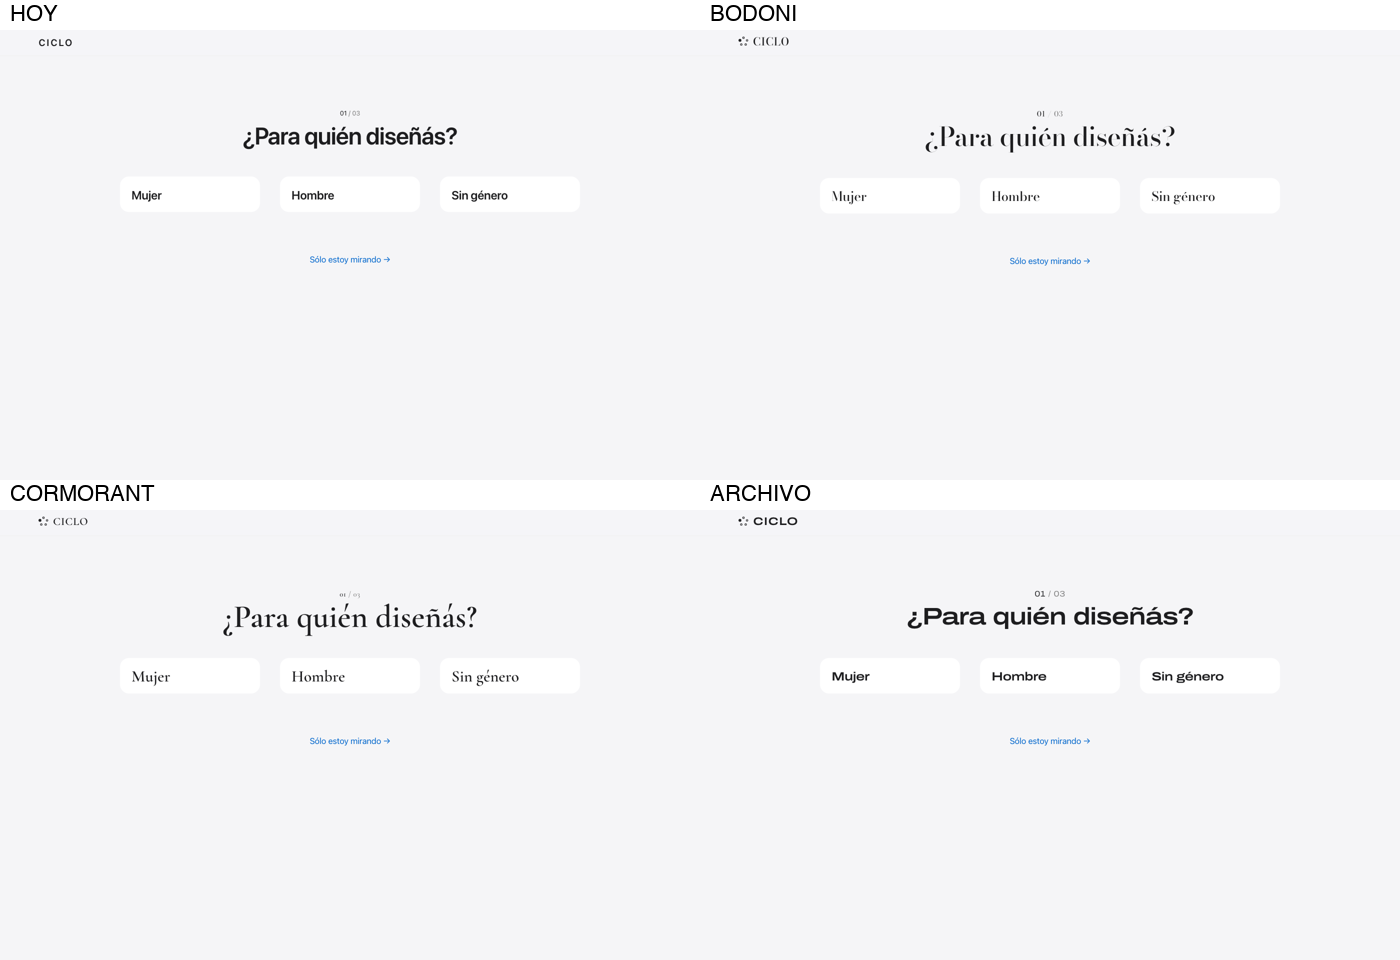 HOY
CICLO
01 / 03
¿Para quién diseñás?
Mujer
Hombre
Sin género
Sólo estoy mirando →
BODONI
CICLO
01 / 03
¿Para quién diseñás?
Mujer
Hombre
Sin género
Sólo estoy mirando →
CORMORANT
CICLO
01 / 03
¿Para quién diseñás?
Mujer
Hombre
Sin género
Sólo estoy mirando →
ARCHIVO
CICLO
01 / 03
¿Para quién diseñás?
Mujer
Hombre
Sin género
Sólo estoy mirando →